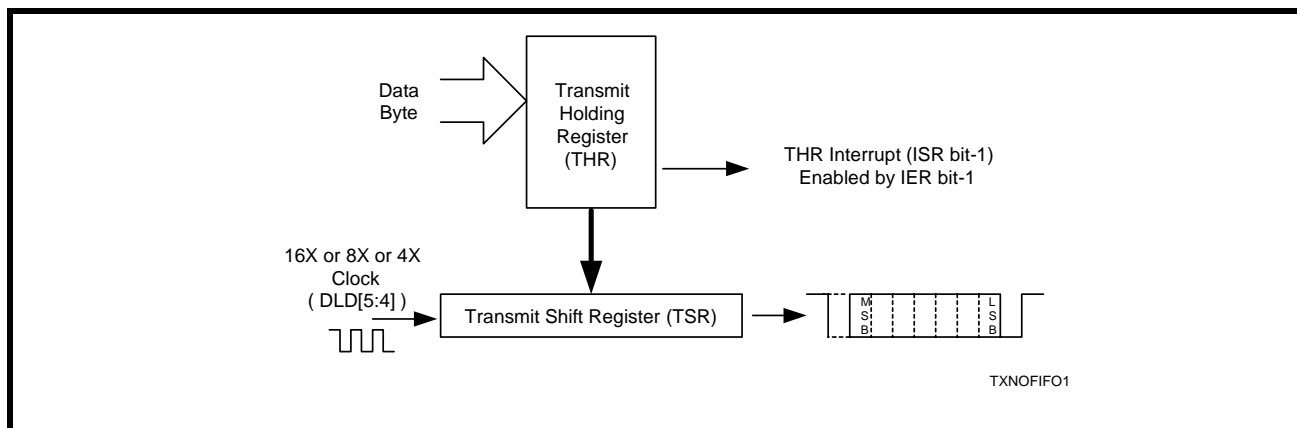 Data
Byte
Transmit
Holding
Register
(THR)
THR Interrupt (ISR bit-1)
Enabled by IER bit-1
16X or 8X or 4X
Clock
( DLD[5:4] )
Transmit Shift Register (TSR)
M
S
B
L
S
B
TXNOFIFO1